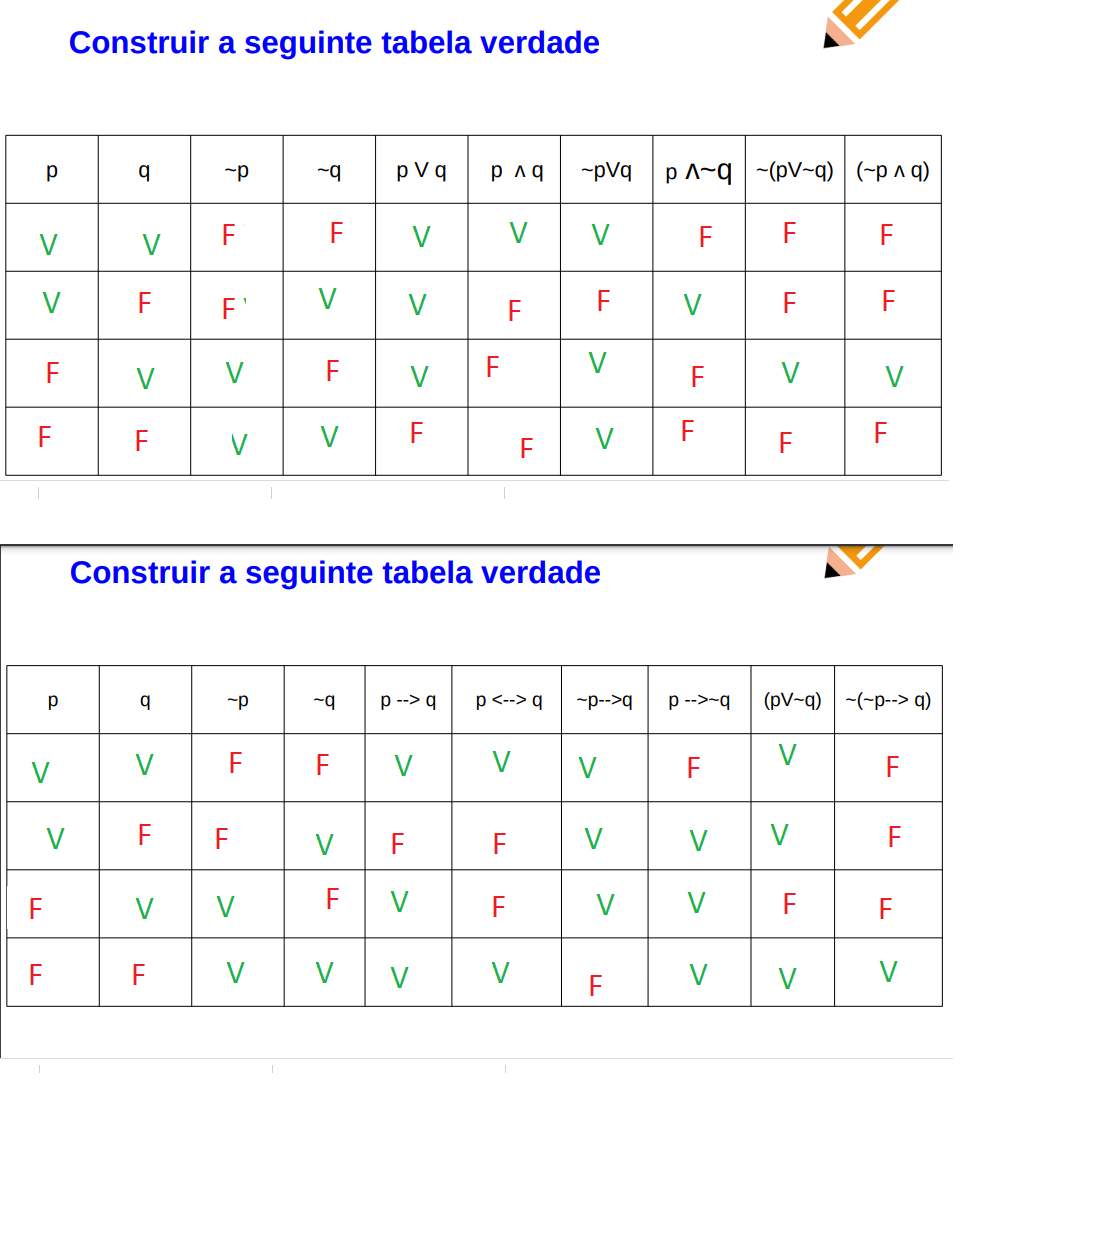 Construir a seguinte tabela verdade
p q ~p ~q p V q p ʌ q ~pVq p ʌ~q ~(pV~q) (~p ʌ q)
V V F F V V V F F F
V F F V V F F V F F
F V V F V F V F V V
F F V V F F V F F F
Construir a seguinte tabela verdade
p q ~p ~q p --> q p <--> q ~p-->q p -->~q (pV~q) ~(~p--> q)
V V F F V V V F V F
V F F V F F V V V F
F V V F V F V V F F
F F V V V V F V V V